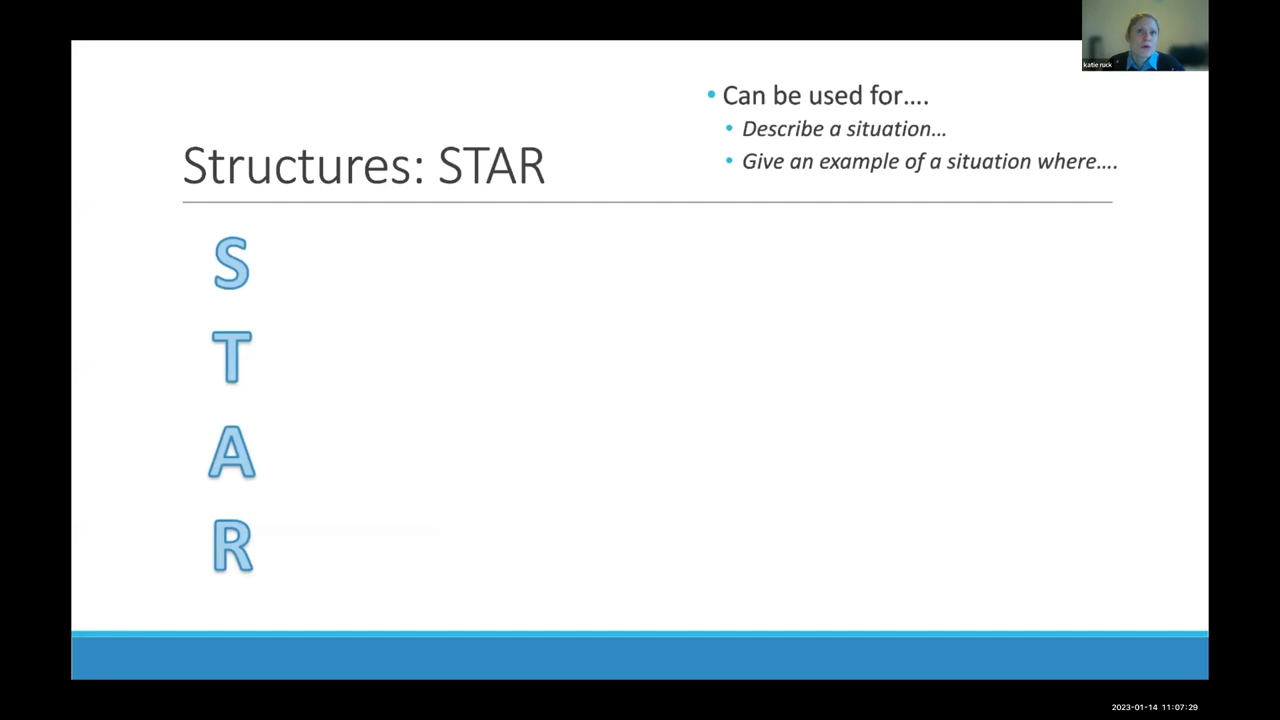 katie ruck
Can be used for....
Describe a situation...
Give an example of a situation where....
Structures: STAR
S
T
A
R
2023-01-14 11:07:29